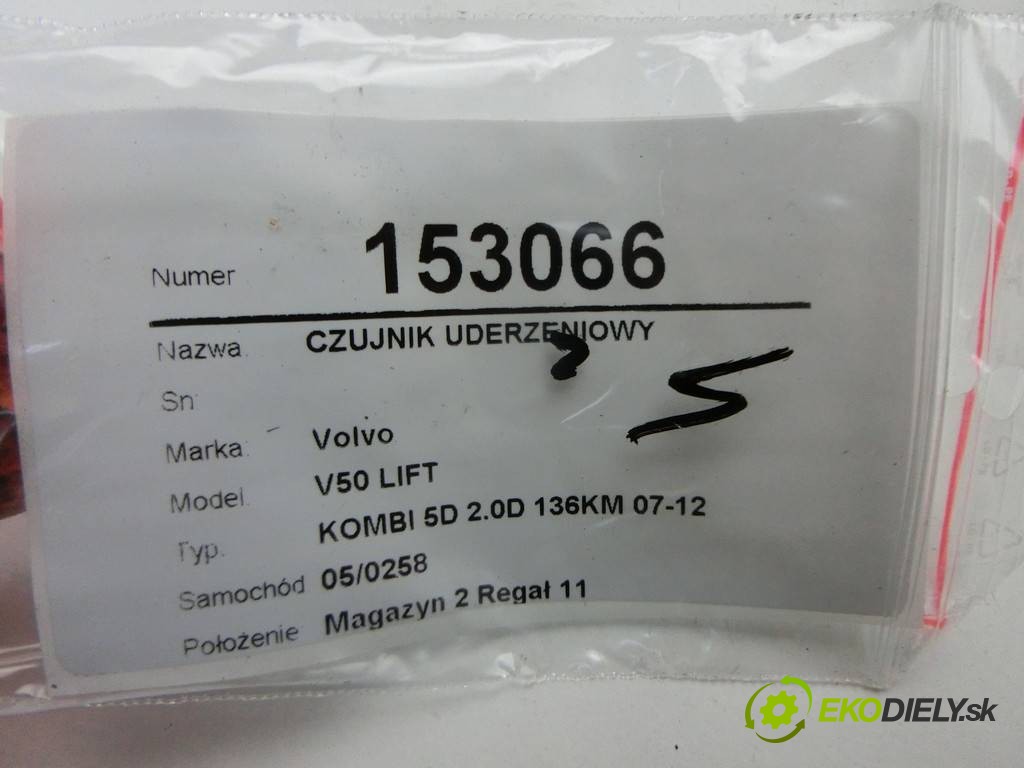 Numer 153066
Nazwa: CZUJNIK UDERZENIOWY
Sn:
Marka: Volvo
Model: V50 LIFT
Typ: KOMBI 5D 2.0D 136KM 07-12
Samochód 05/0258
Położenie Magazyn 2 Regał 11
EKODIELY.sk